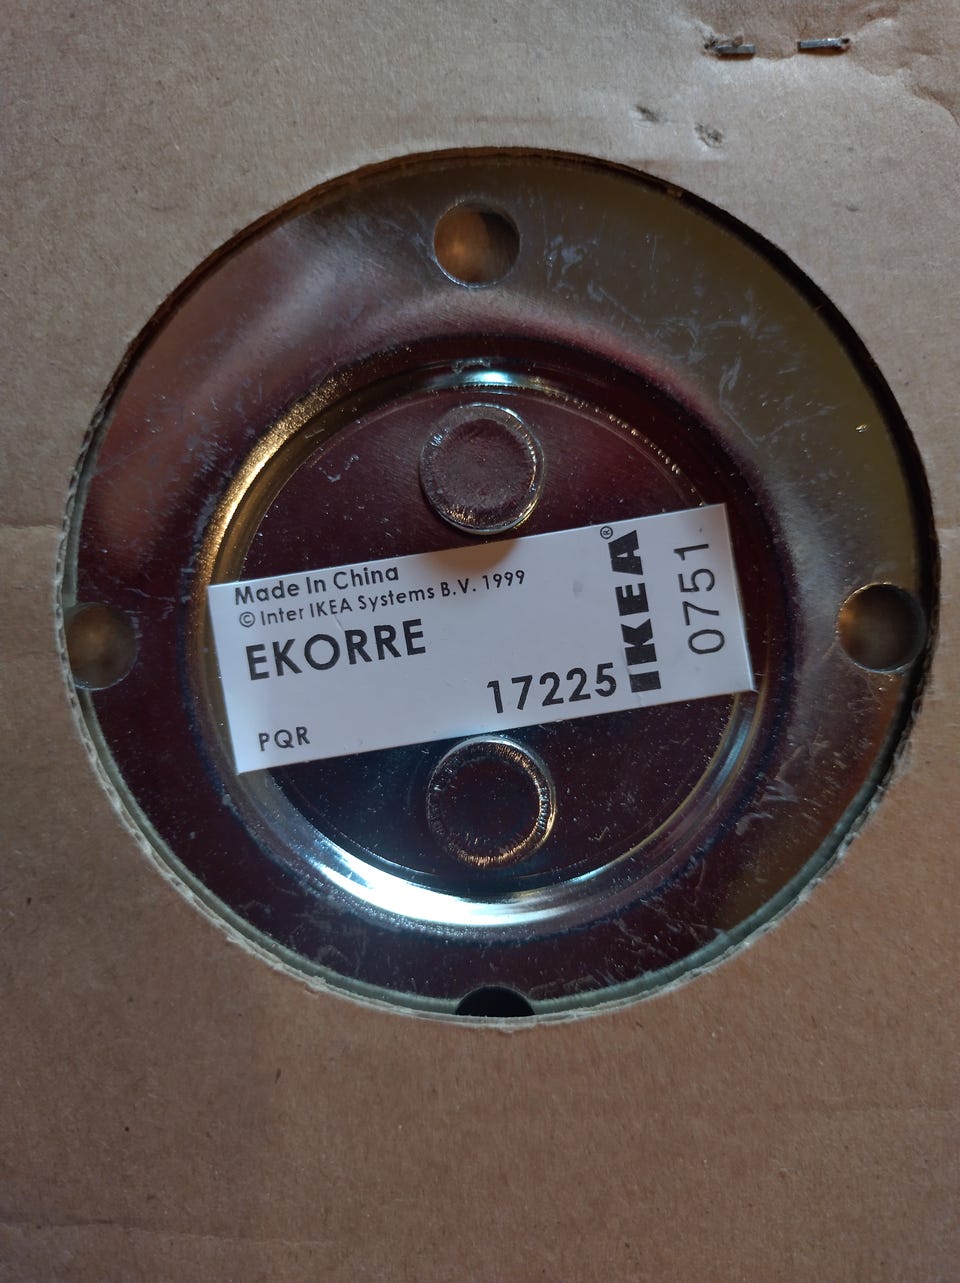 Made In China
© Inter IKEA Systems B.V. 1999
EKORRE
17225
PQR
IKEA®
0751